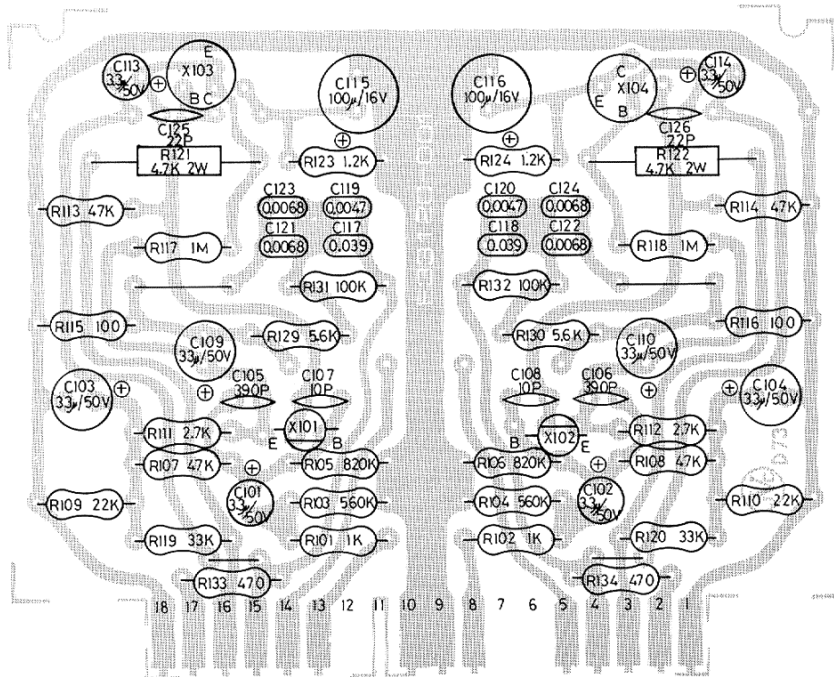 C113
33μ/50V
E
X103
B C
C115
100μ/16V
C116
100μ/16V
C
X104
E
B
C114
33μ/50V
C125
22P
C126
22P
R121
4.7K 2W
R123 1.2K
R124 1.2K
R122
4.7K 2W
C123
0.0068
C119
0.0047
C120
0.0047
C124
0.0068
R113 47K
R114 47K
C121
0.0068
C117
0.039
C118
0.039
C122
0.0068
R117 1M
R118 1M
R131 100K
R132 100K
R115 100
R116 100
R129 5.6K
R130 5.6K
C109
33μ/50V
C110
33μ/50V
C103
3.3μ/50V
C105
390P
C107
10P
C108
10P
C106
390P
C104
3.3μ/50V
X101
E B
X102
B E
R111 2.7K
R112 2.7K
R107 47K
R105 820K
R106 820K
R108 47K
R109 22K
C101
3.3μ/50V
R103 560K
R104 560K
C102
3.3μ/50V
R110 22K
R119 33K
R101 1K
R102 1K
R120 33K
R133 470
R134 470
18 17 16 15 14 13 12 11 10 9 8 7 6 5 4 3 2 1